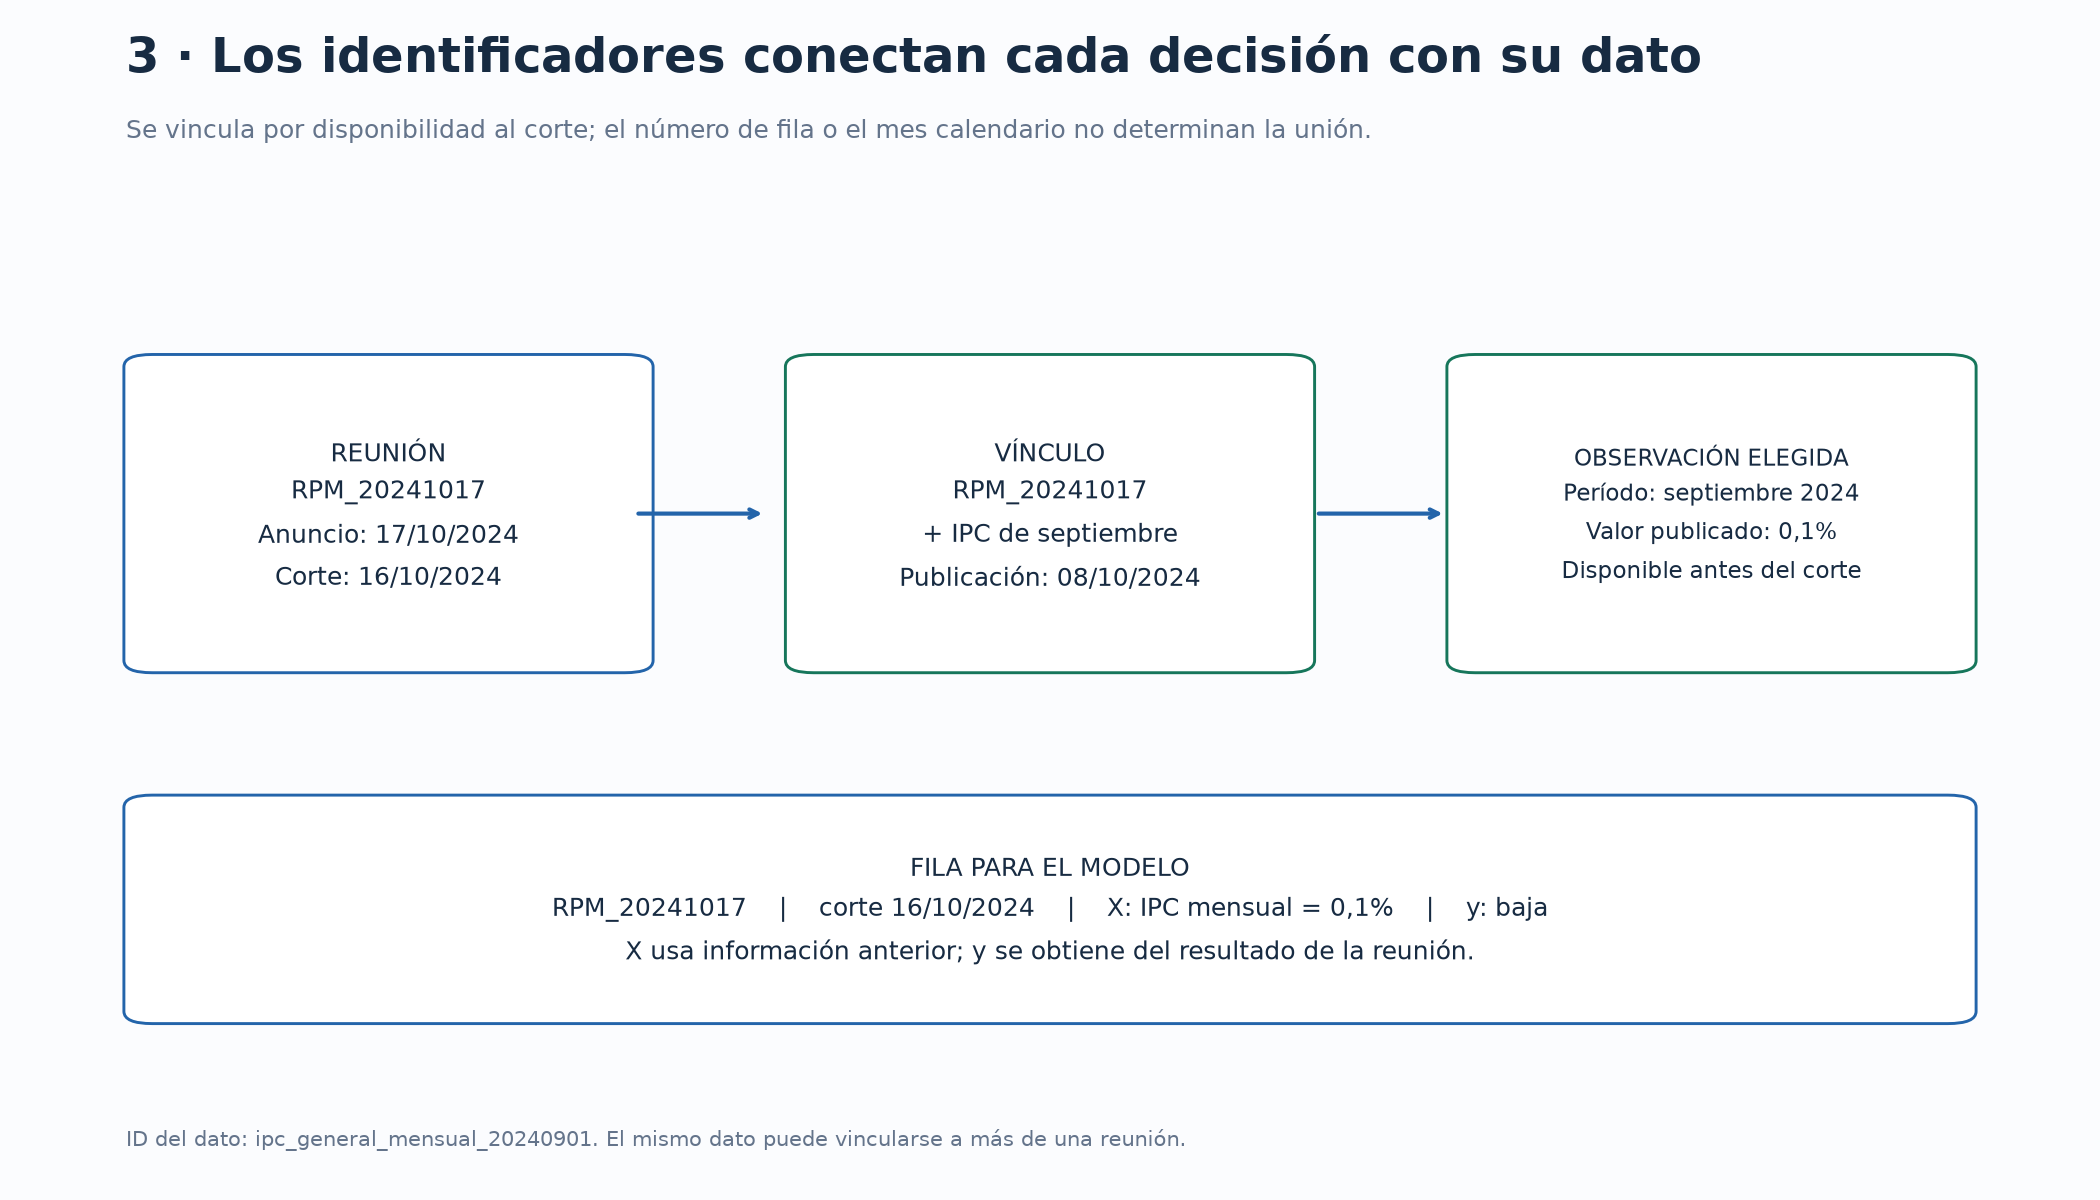 3 · Los identificadores conectan cada decisión con su dato
Se vincula por disponibilidad al corte; el número de fila o el mes calendario no determinan la unión.
REUNIÓN
RPM_20241017
Anuncio: 17/10/2024
Corte: 16/10/2024
VÍNCULO
RPM_20241017
+ IPC de septiembre
Publicación: 08/10/2024
OBSERVACIÓN ELEGIDA
Período: septiembre 2024
Valor publicado: 0,1%
Disponible antes del corte
FILA PARA EL MODELO
RPM_20241017 | corte 16/10/2024 | X: IPC mensual = 0,1% | y: baja
X usa información anterior; y se obtiene del resultado de la reunión.
ID del dato: ipc_general_mensual_20240901. El mismo dato puede vincularse a más de una reunión.